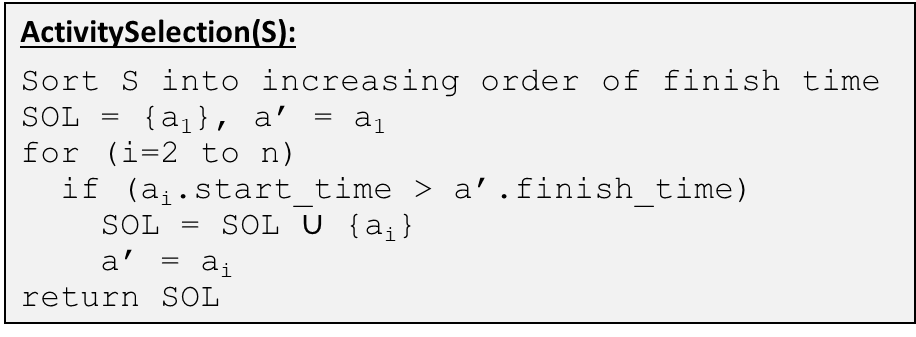 ActivitySelection(S):
Sort S into increasing order of finish time
SOL = {a₁}, a′ = a₁
for (i=2 to n)
if (aᵢ.start_time > a′.finish_time)
SOL = SOL ∪ {aᵢ}
a′ = aᵢ
return SOL